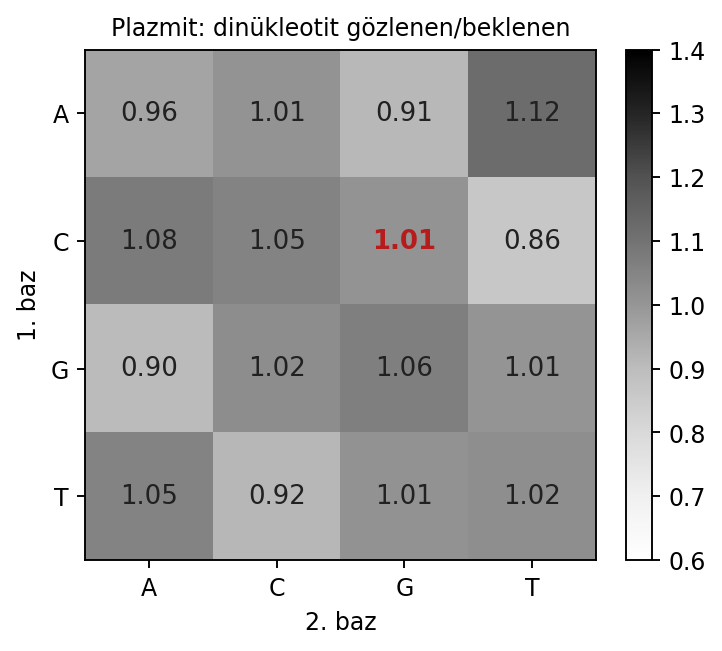 Plazmit: dinükleotit gözlenen/beklenen
A 0.96 1.01 0.91 1.12
C 1.08 1.05 1.01 0.86
G 0.90 1.02 1.06 1.01
T 1.05 0.92 1.01 1.02
A C G T
2. baz
1. baz
1.4
1.3
1.2
1.1
1.0
0.9
0.8
0.7
0.6